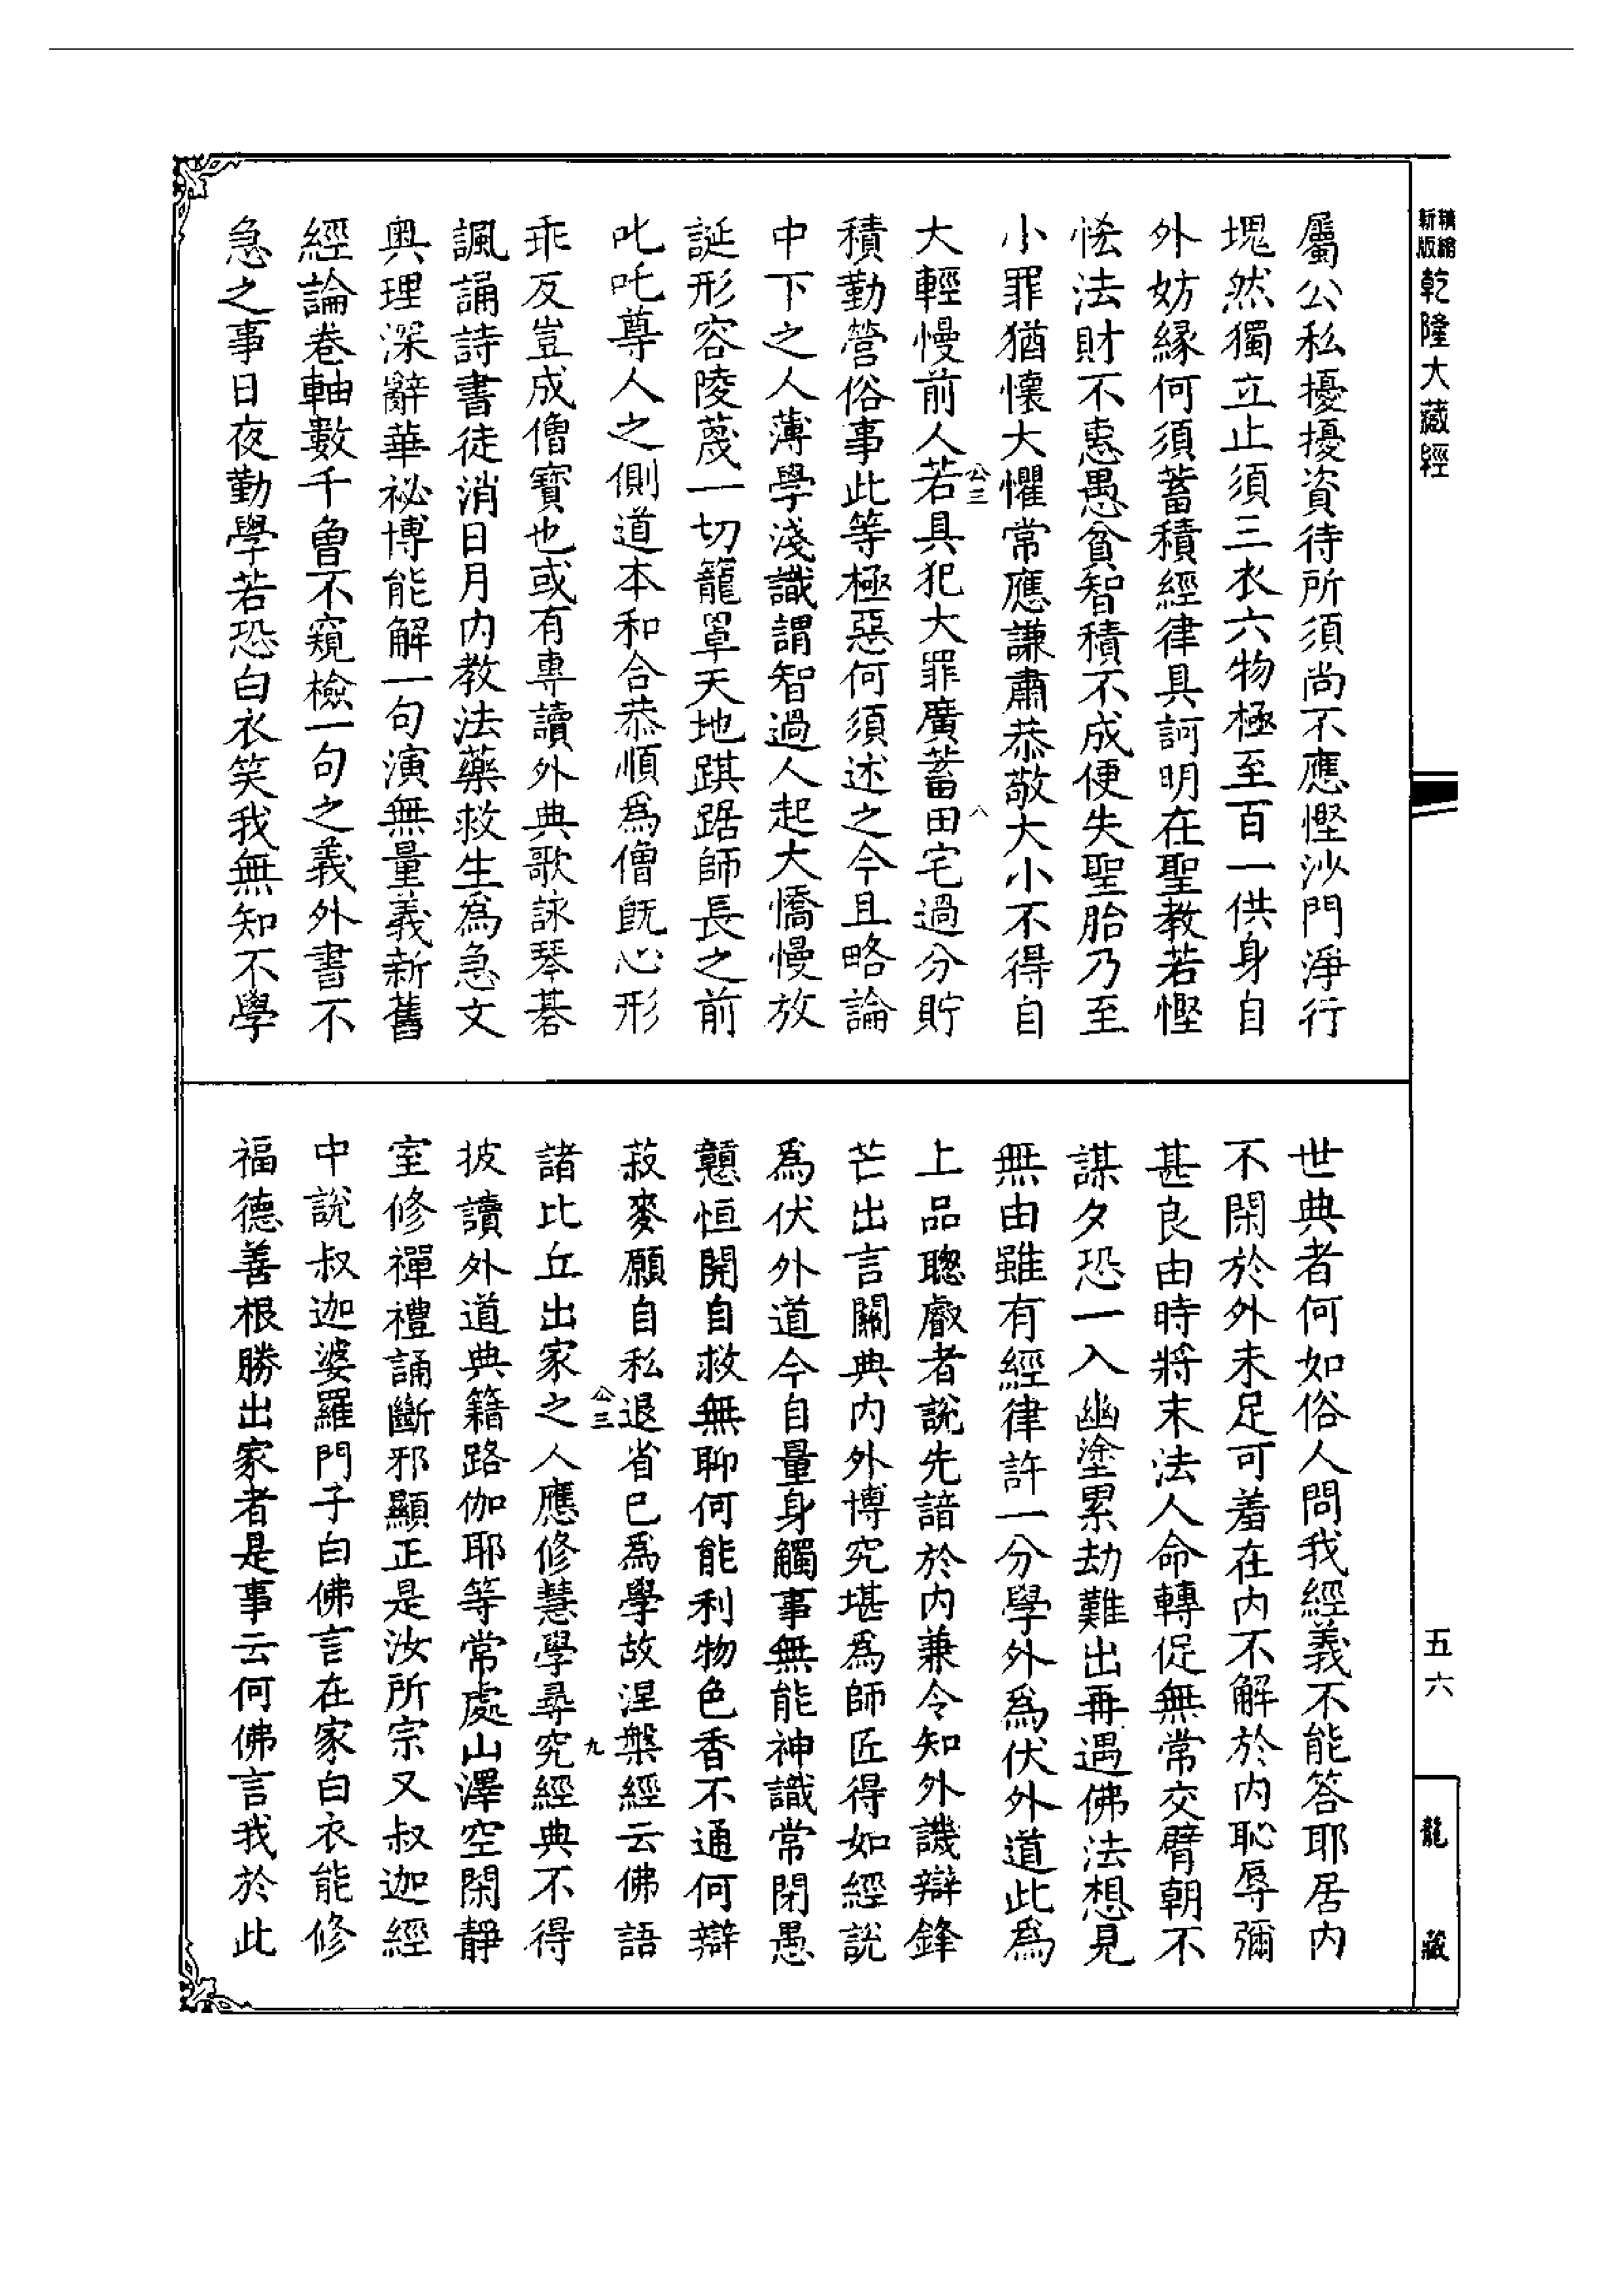 新版精縮乾隆大藏經
屬公私擾擾資待所須尚不應慳沙門淨行
塊然獨立止須三衣六物極至百一供身自
外妨緣何須蓄積經律具訶明在聖教若慳
恡法財不惠愚貧智積不成便失聖胎乃至
小罪猶懷大懼常應謙肅恭敬大小不得自
大輕慢前人若具犯大罪廣蓄田宅過分貯
公三
八
積勤營俗事此等極惡何須述之今且略論
中下之人薄學淺識謂智過人起大憍慢放
誕形容陵蔑一切籠罩天地踑踞師長之前
叱吒尊人之側道本和合恭順為僧旣心形
乖反豈成僧寶也或有專讀外典歌詠琴碁
諷誦詩書徒消日月內教法藥救生為急文
奧理深辭華祕博能解一句演無量義新舊
經論卷軸數千曾不窺檢一句之義外書不
急之事日夜勤學若恐白衣笑我無知不學
世典者何如俗人問我經義不能答耶居內
不閑於外未足可羞在內不解於內恥辱彌
甚良由時將末法人命轉促無常交臂朝不
謀夕恐一入幽塗累劫難出再遇佛法想見
無由雖有經律許一分學外為伏外道此為
上品聰叡者說先諳於內兼令知外譏辯鋒
芒出言關典內外博究堪為師匠得如經說
為伏外道今自量身觸事無能神識常閉愚
戇恒開自救無聊何能利物色香不通何辯
菽麥願自私退省已為學故涅槃經云佛語
公三
九
諸比丘出家之人應修慧學尋究經典不得
披讀外道典籍路伽耶等常處山澤空閑靜
室修禪禮誦斷邪顯正是汝所宗又叔迦經
中說叔迦婆羅門子白佛言在家白衣能修
福德善根勝出家者是事云何佛言我於此
五六
龍藏